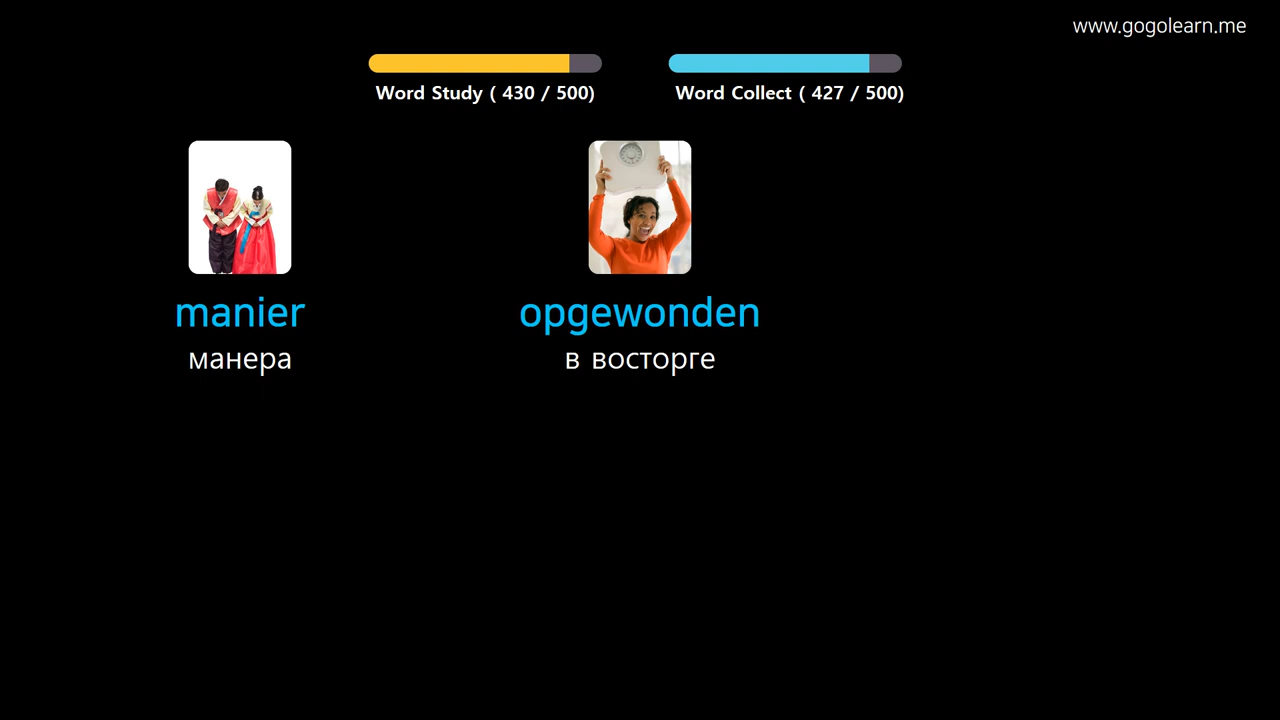 www.gogolearn.me
Word Study ( 430 / 500)
Word Collect ( 427 / 500)
manier
манера
opgewonden
в восторге